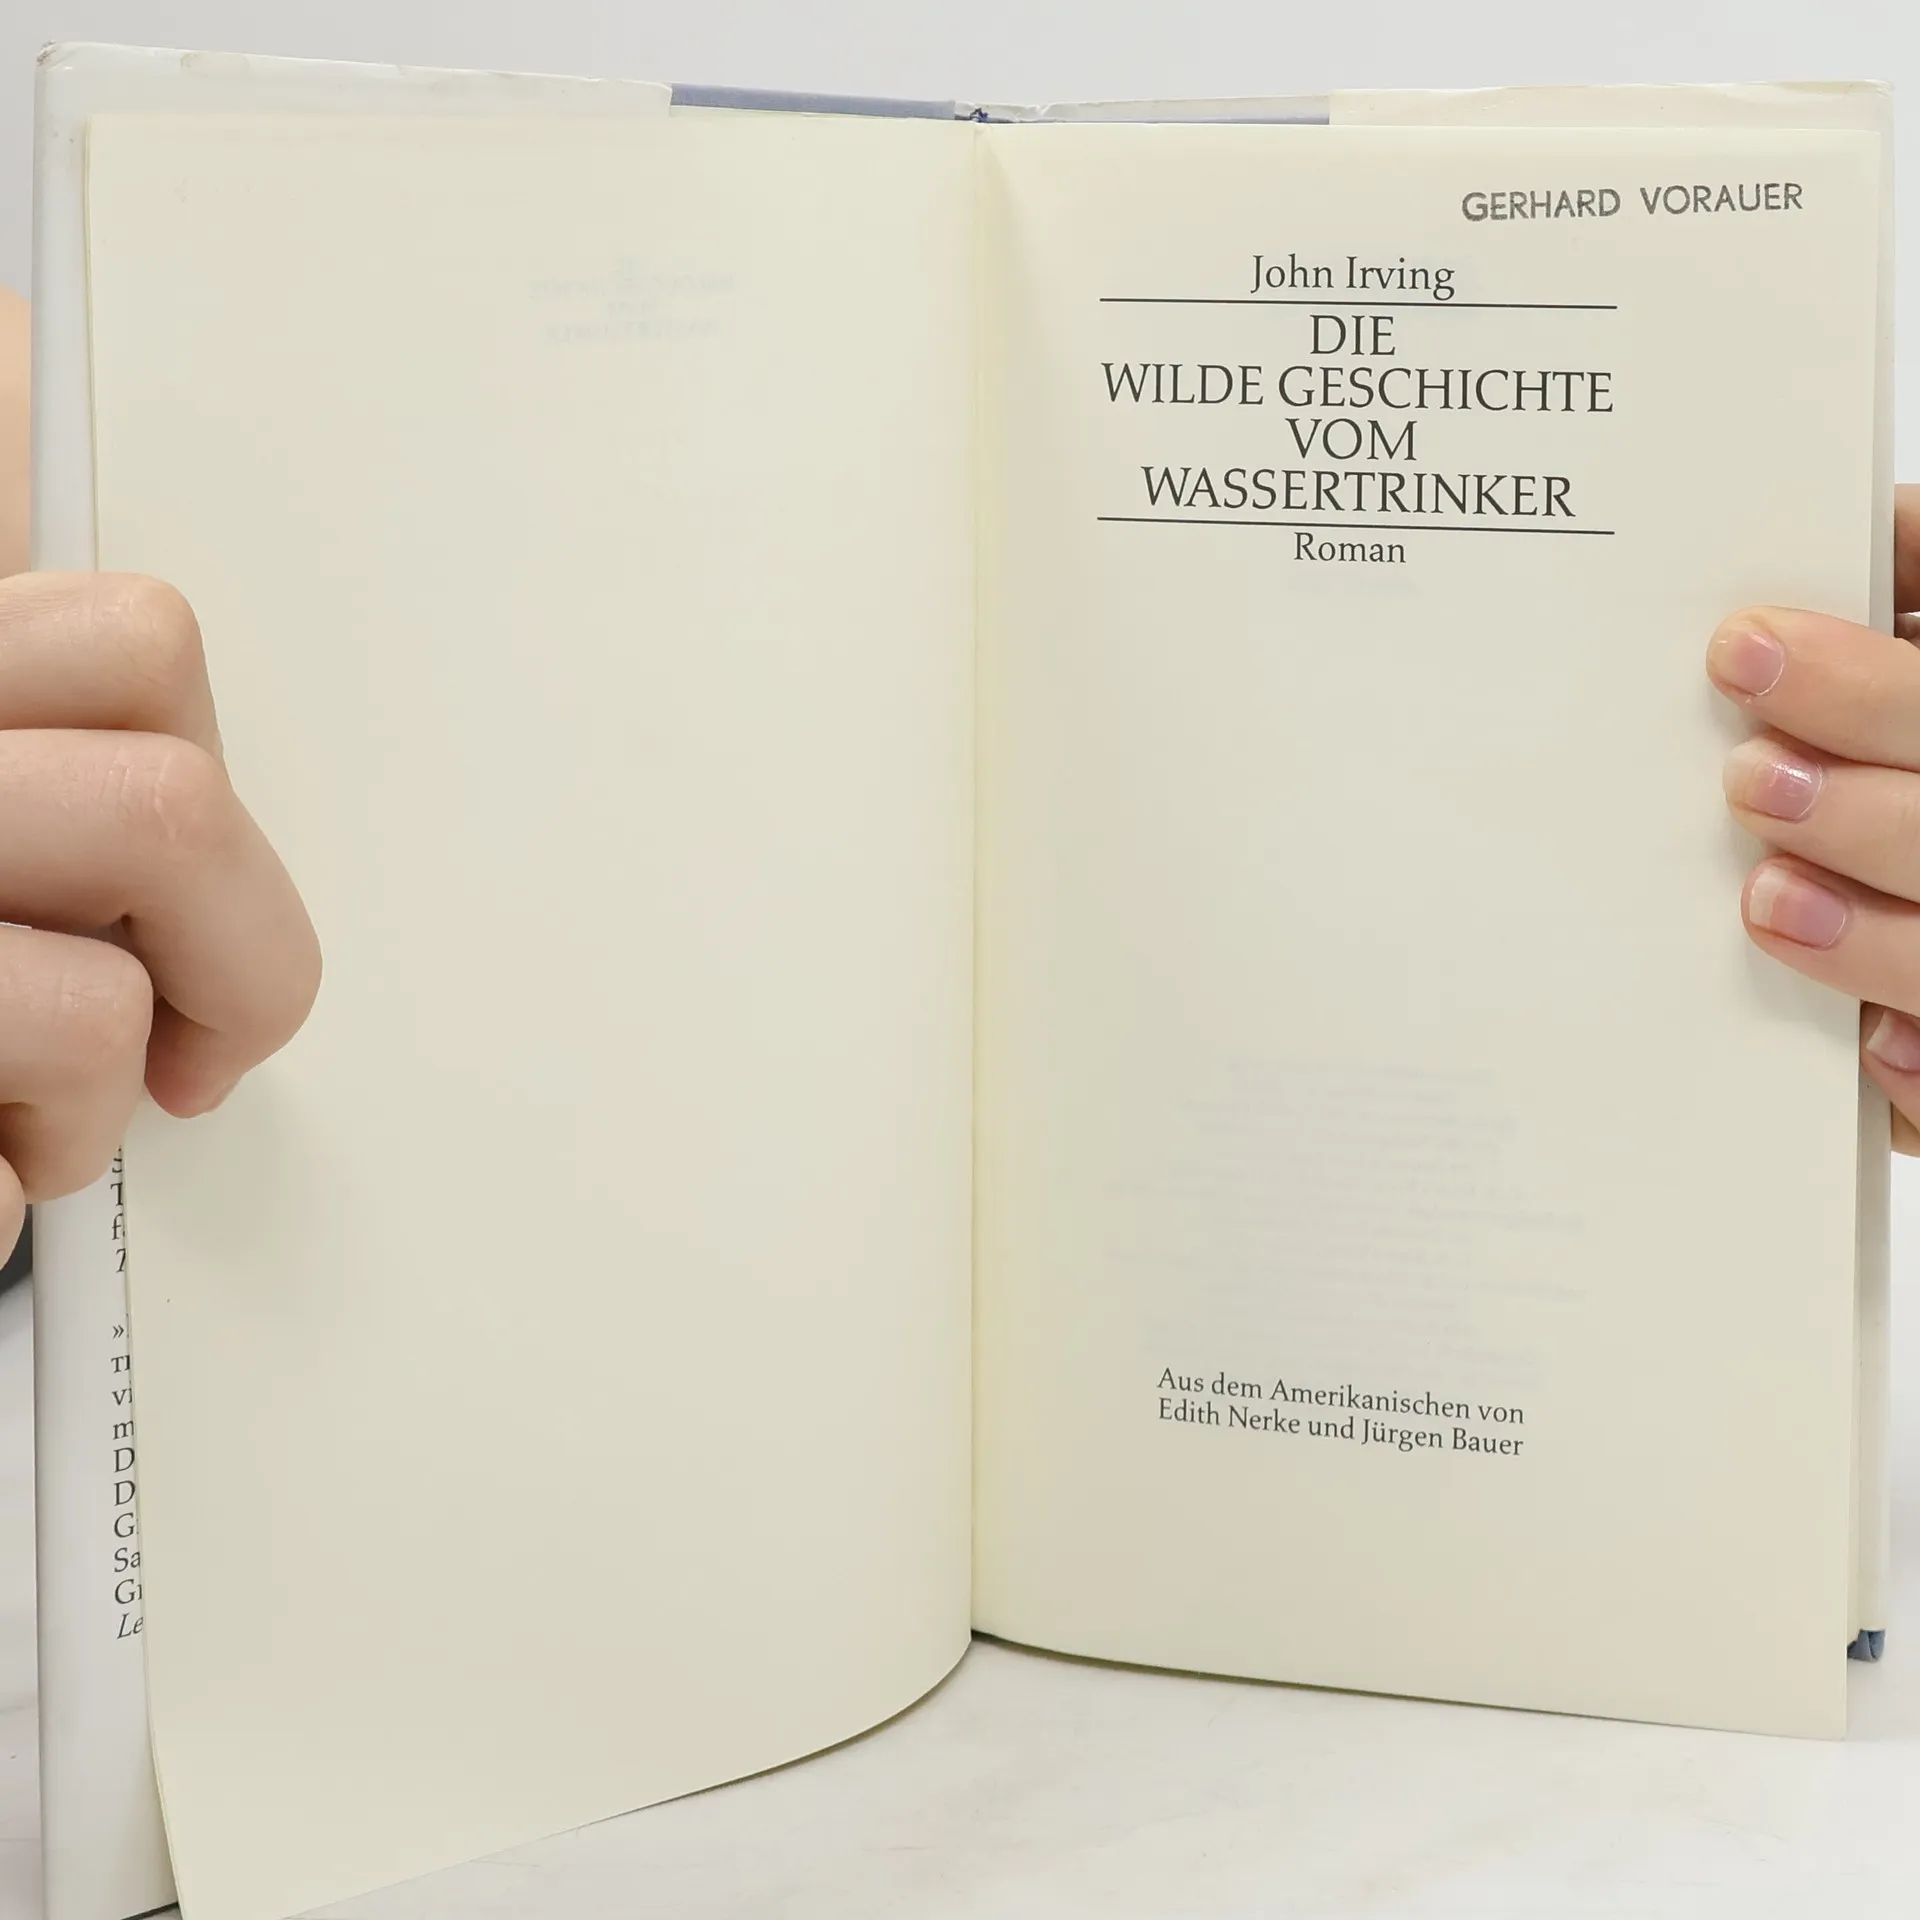 GERHARD VORAUER
John Irving
DIE
WILDE GESCHICHTE
VOM
WASSERTRINKER
Roman
Aus dem Amerikanischen von
Edith Nerke und Jürgen Bauer